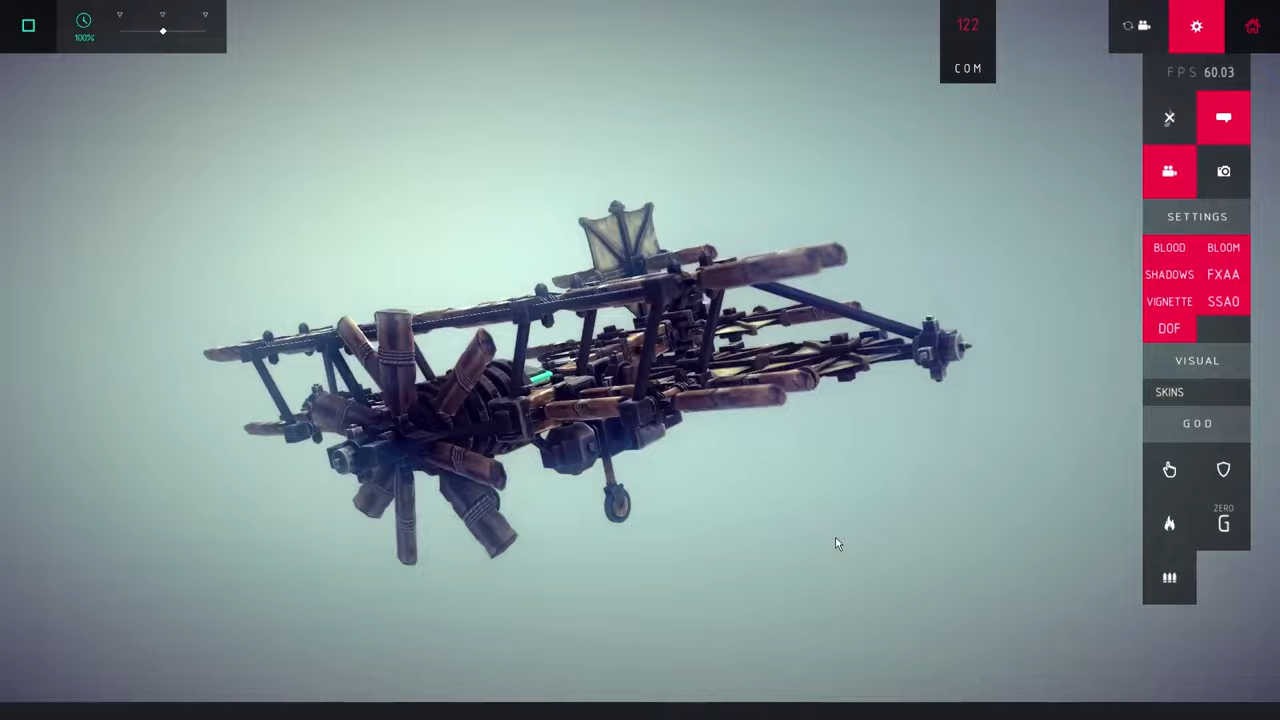 100%
122
COM
FPS 60.03
SETTINGS
BLOOD BLOOM
SHADOWS FXAA
VIGNETTE SSAO
DOF
VISUAL
SKINS
GOD
ZERO
G